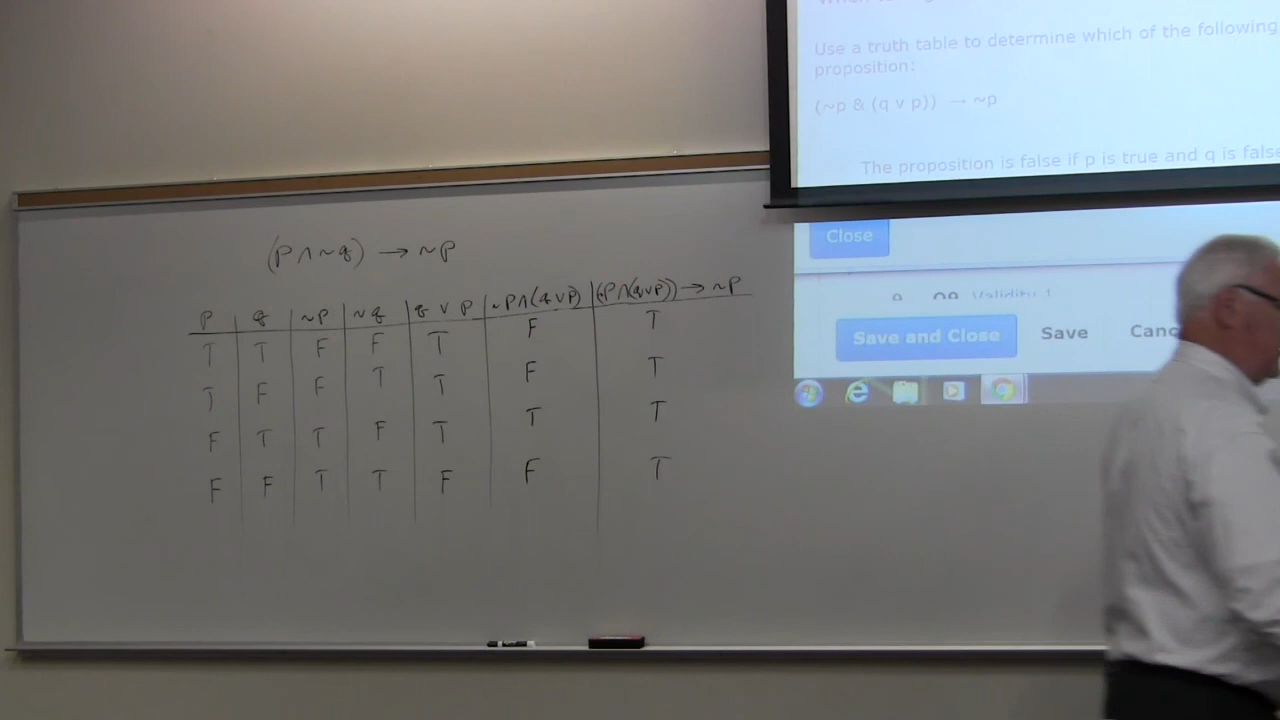 Use a truth table to determine which of the following
proposition:
(~p & (q v p)) → ~p
The proposition is false if p is true and q is false
Close
Save and Close Save Canc
(P ∧ ~q) → ~P
P q ~P ~q q ∨ P ~P∧(q∨P) (~P∧(q∨P)) → ~P
T T F F T F T
T F F T T F T
F T T F T T T
F F T T F F T